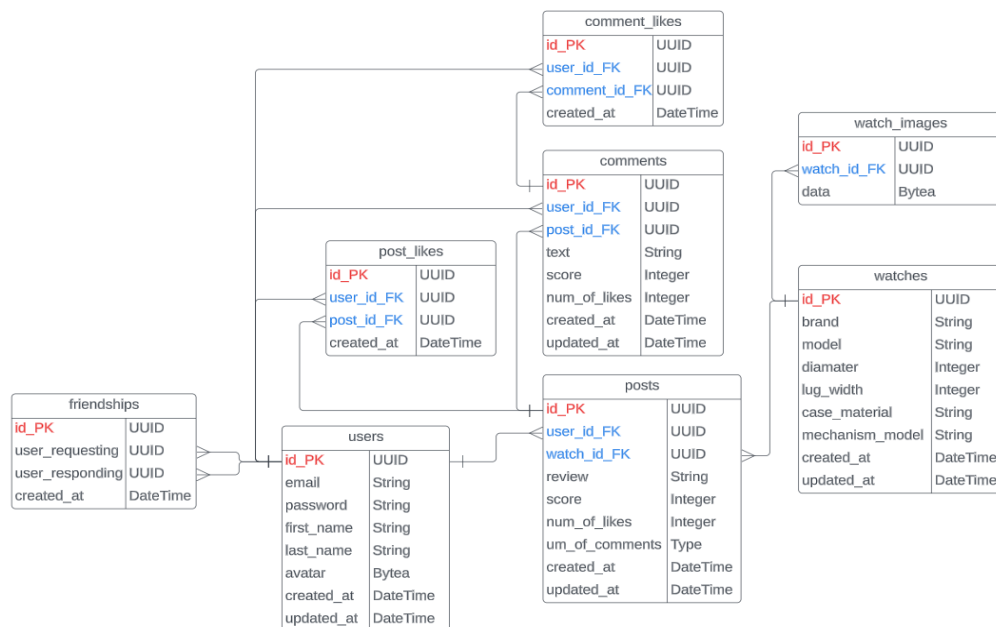 comment_likes
id_PK UUID
user_id_FK UUID
comment_id_FK UUID
created_at DateTime
watch_images
id_PK UUID
watch_id_FK UUID
data Bytea
comments
id_PK UUID
user_id_FK UUID
post_id_FK UUID
text String
score Integer
num_of_likes Integer
created_at DateTime
updated_at DateTime
post_likes
id_PK UUID
user_id_FK UUID
post_id_FK UUID
created_at DateTime
watches
id_PK UUID
brand String
model String
diamater Integer
lug_width Integer
case_material String
mechanism_model String
created_at DateTime
updated_at DateTime
friendships
id_PK UUID
user_requesting UUID
user_responding UUID
created_at DateTime
users
id_PK UUID
email String
password String
first_name String
last_name String
avatar Bytea
created_at DateTime
updated_at DateTime
posts
id_PK UUID
user_id_FK UUID
watch_id_FK UUID
review String
score Integer
num_of_likes Integer
um_of_comments Type
created_at DateTime
updated_at DateTime